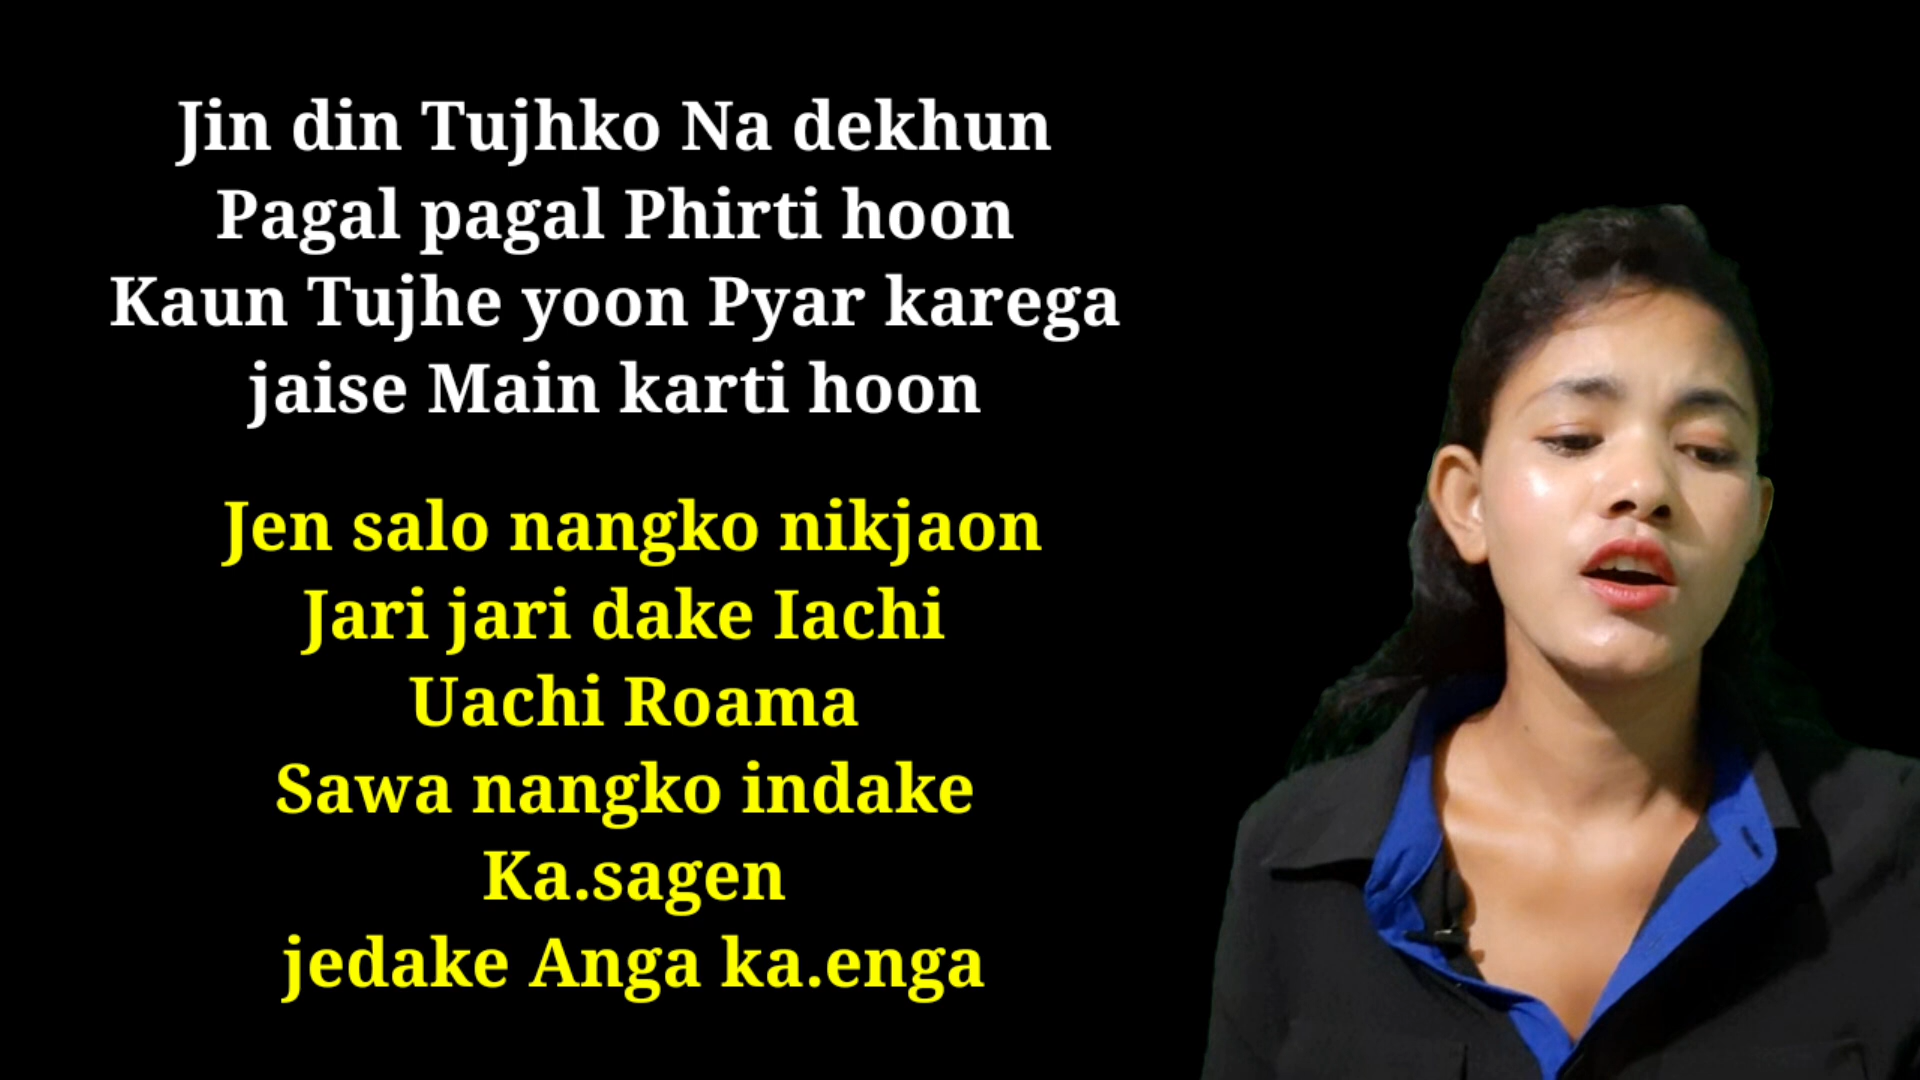 Jin din Tujhko Na dekhun
Pagal pagal Phirti hoon
Kaun Tujhe yoon Pyar karega
jaise Main karti hoon
Jen salo nangko nikjaon
Jari jari dake Iachi
Uachi Roama
Sawa nangko indake
Ka.sagen
jedake Anga ka.enga